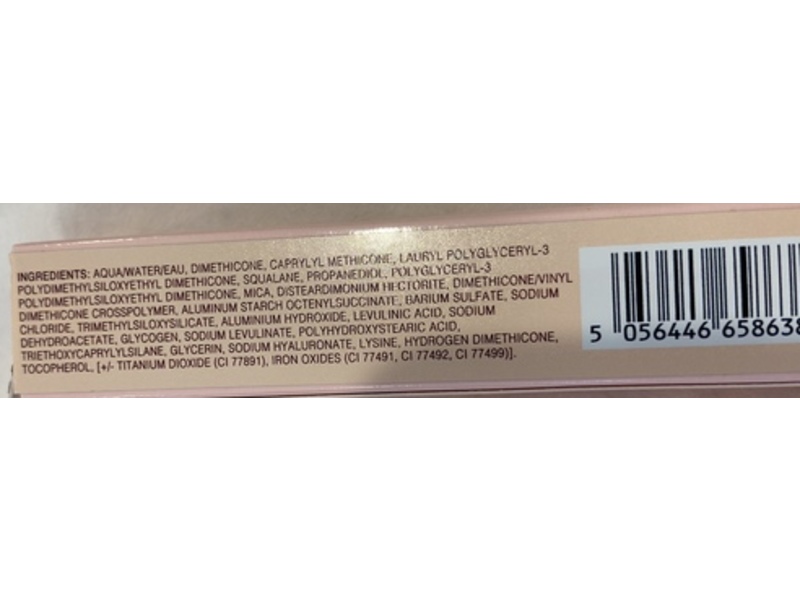 INGREDIENTS: AQUA/WATER/EAU, DIMETHICONE, CAPRYLYL METHICONE, LAURYL POLYGLYCERYL-3
POLYDIMETHYLSILOXYETHYL DIMETHICONE, SQUALANE, PROPANEDIOL, POLYGLYCERYL-3
POLYDIMETHYLSILOXYETHYL DIMETHICONE, MICA, DISTEARDIMONIUM HECTORITE, DIMETHICONE/VINYL
DIMETHICONE CROSSPOLYMER, ALUMINUM STARCH OCTENYLSUCCINATE, BARIUM SULFATE, SODIUM
CHLORIDE, TRIMETHYLSILOXYSILICATE, ALUMINIUM HYDROXIDE, LEVULINIC ACID, SODIUM
DEHYDROACETATE, GLYCOGEN, SODIUM LEVULINATE, POLYHYDROXYSTEARIC ACID,
TRIETHOXYCAPRYLYLSILANE, GLYCERIN, SODIUM HYALURONATE, LYSINE, HYDROGEN DIMETHICONE,
TOCOPHEROL, [+/- TITANIUM DIOXIDE (CI 77891), IRON OXIDES (CI 77491, CI 77492, CI 77499)].
5 056446 658638